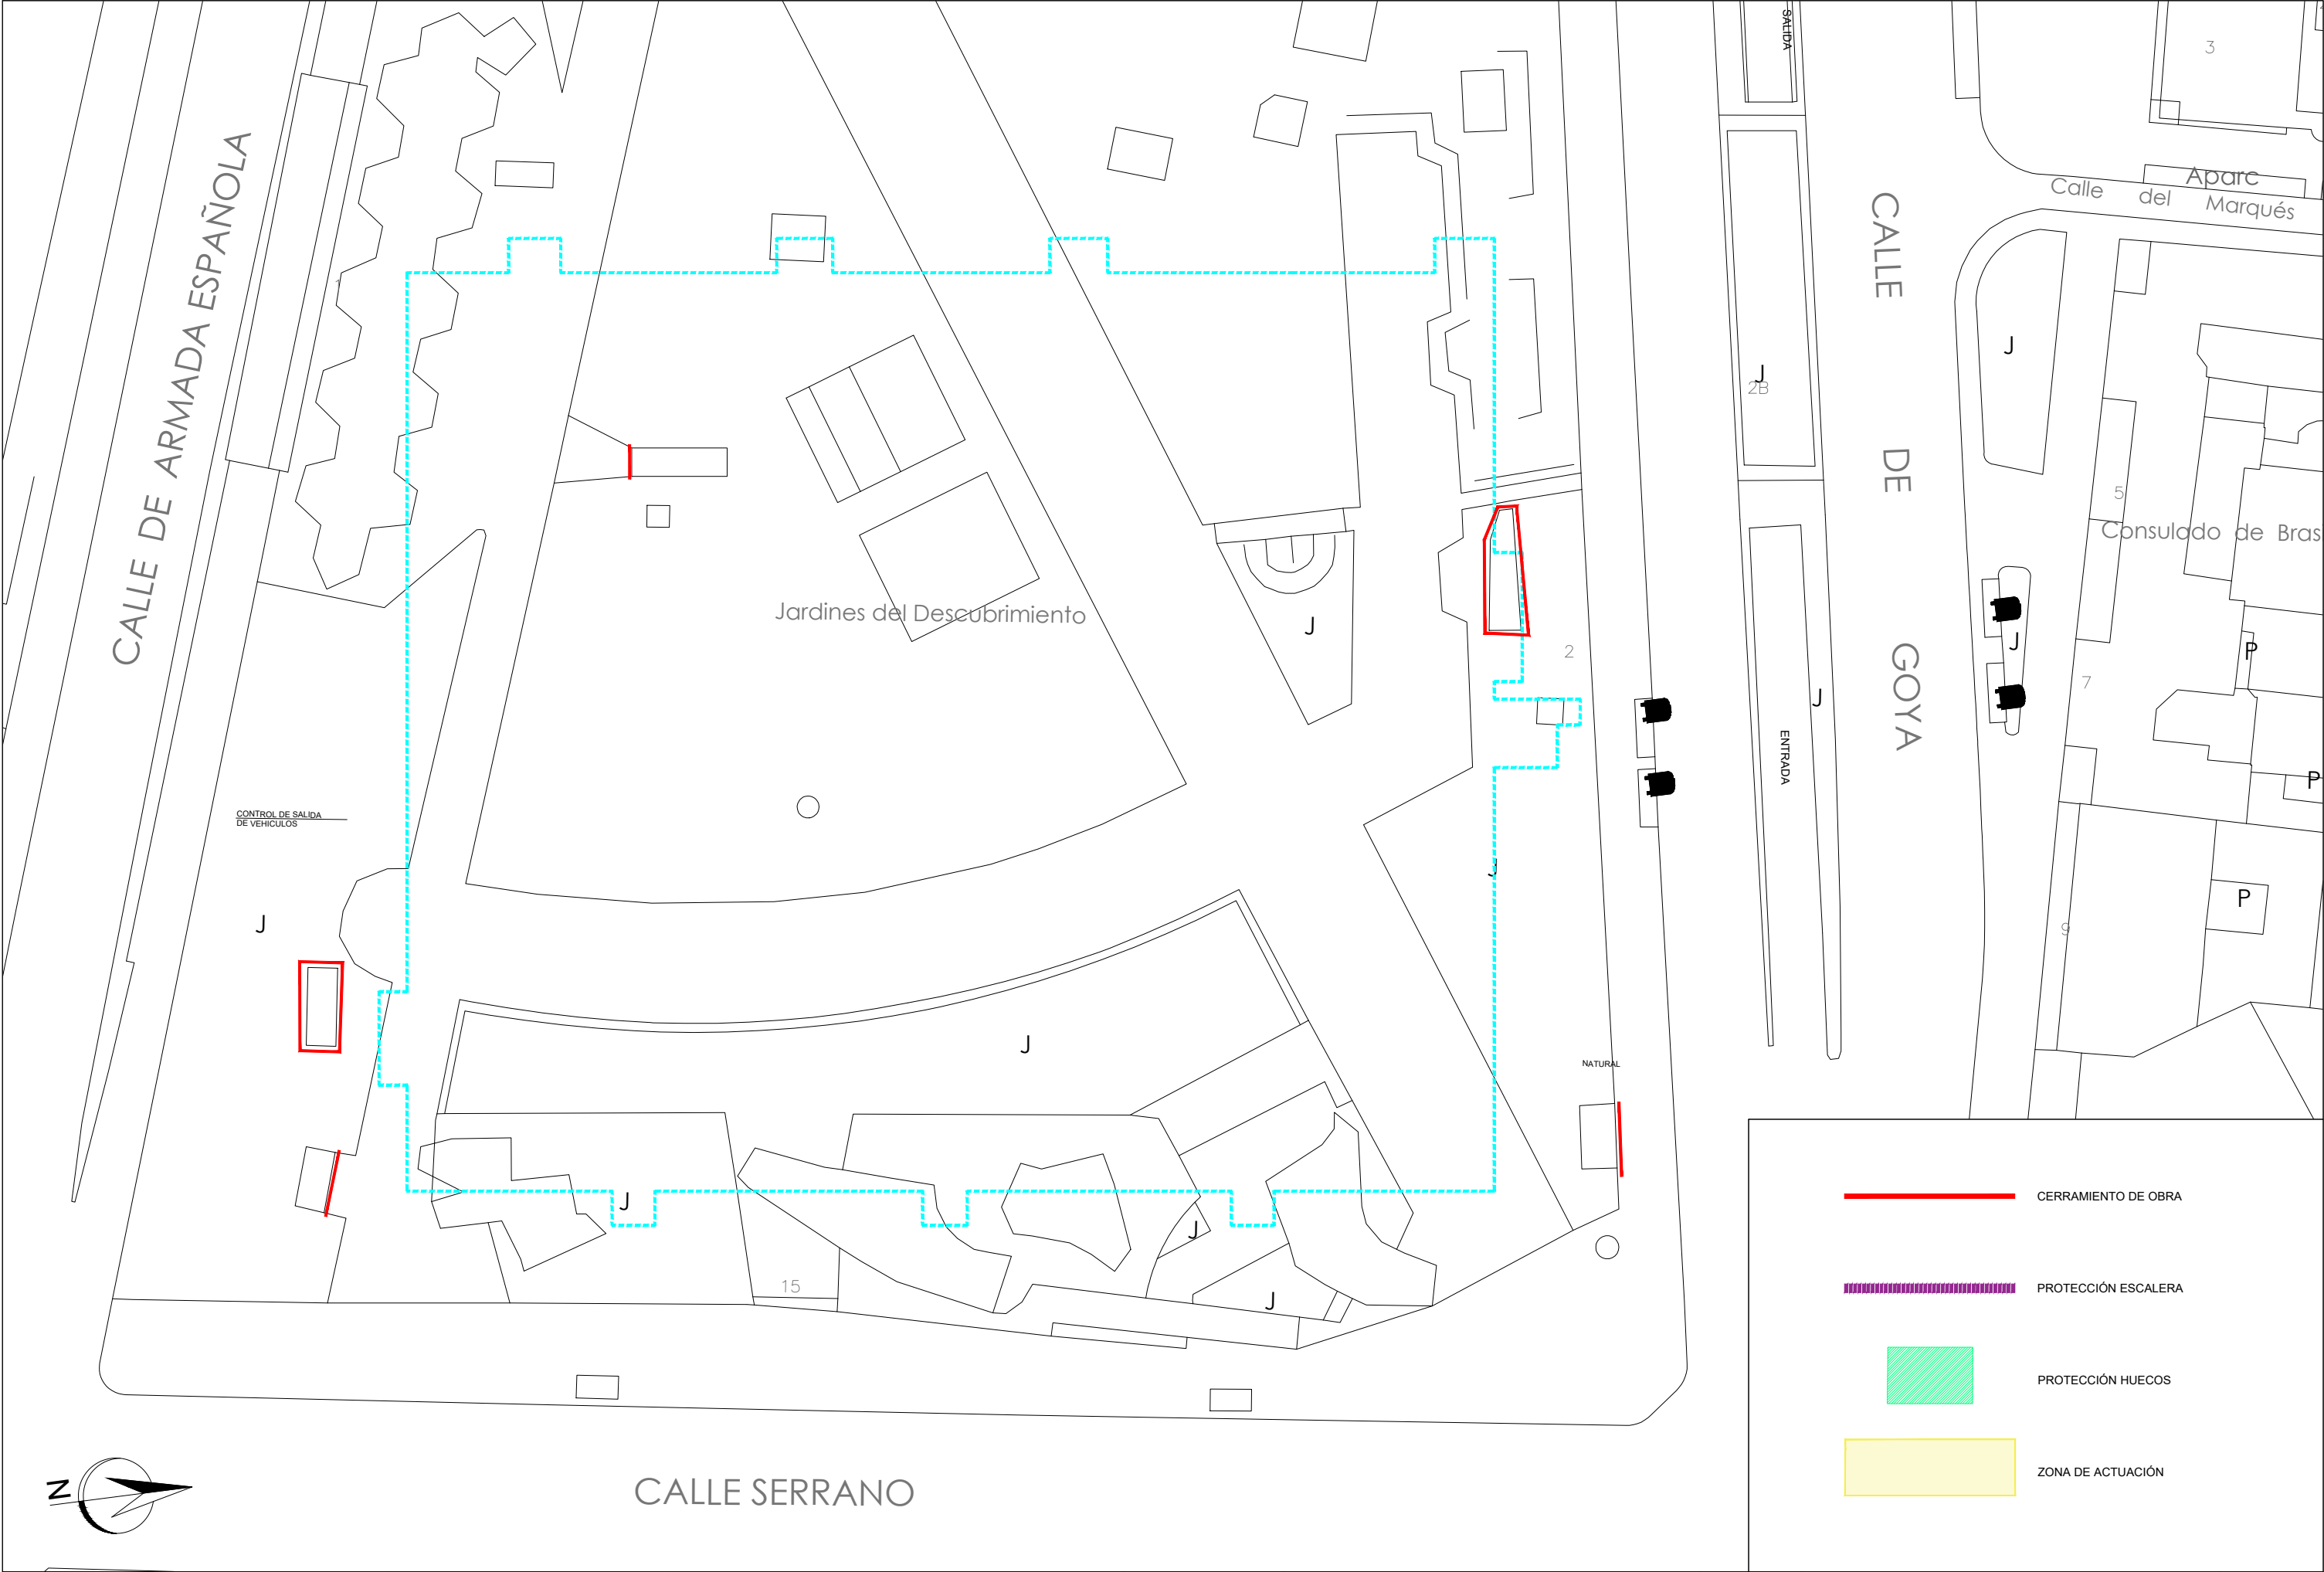 SALIDA
3
CALLE DE ARMADA ESPAÑOLA
Aparc
Calle del Marqués
CALLE DE GOYA
J
J
2B
5
Consulado de Bras
Jardines del Descubrimiento
J
J
2
P
7
J
ENTRADA
P
CONTROL DE SALIDA
DE VEHICULOS
J
J
P
9
J
NATURAL
J
J
J
15
CERRAMIENTO DE OBRA
PROTECCIÓN ESCALERA
PROTECCIÓN HUECOS
ZONA DE ACTUACIÓN
N
CALLE SERRANO